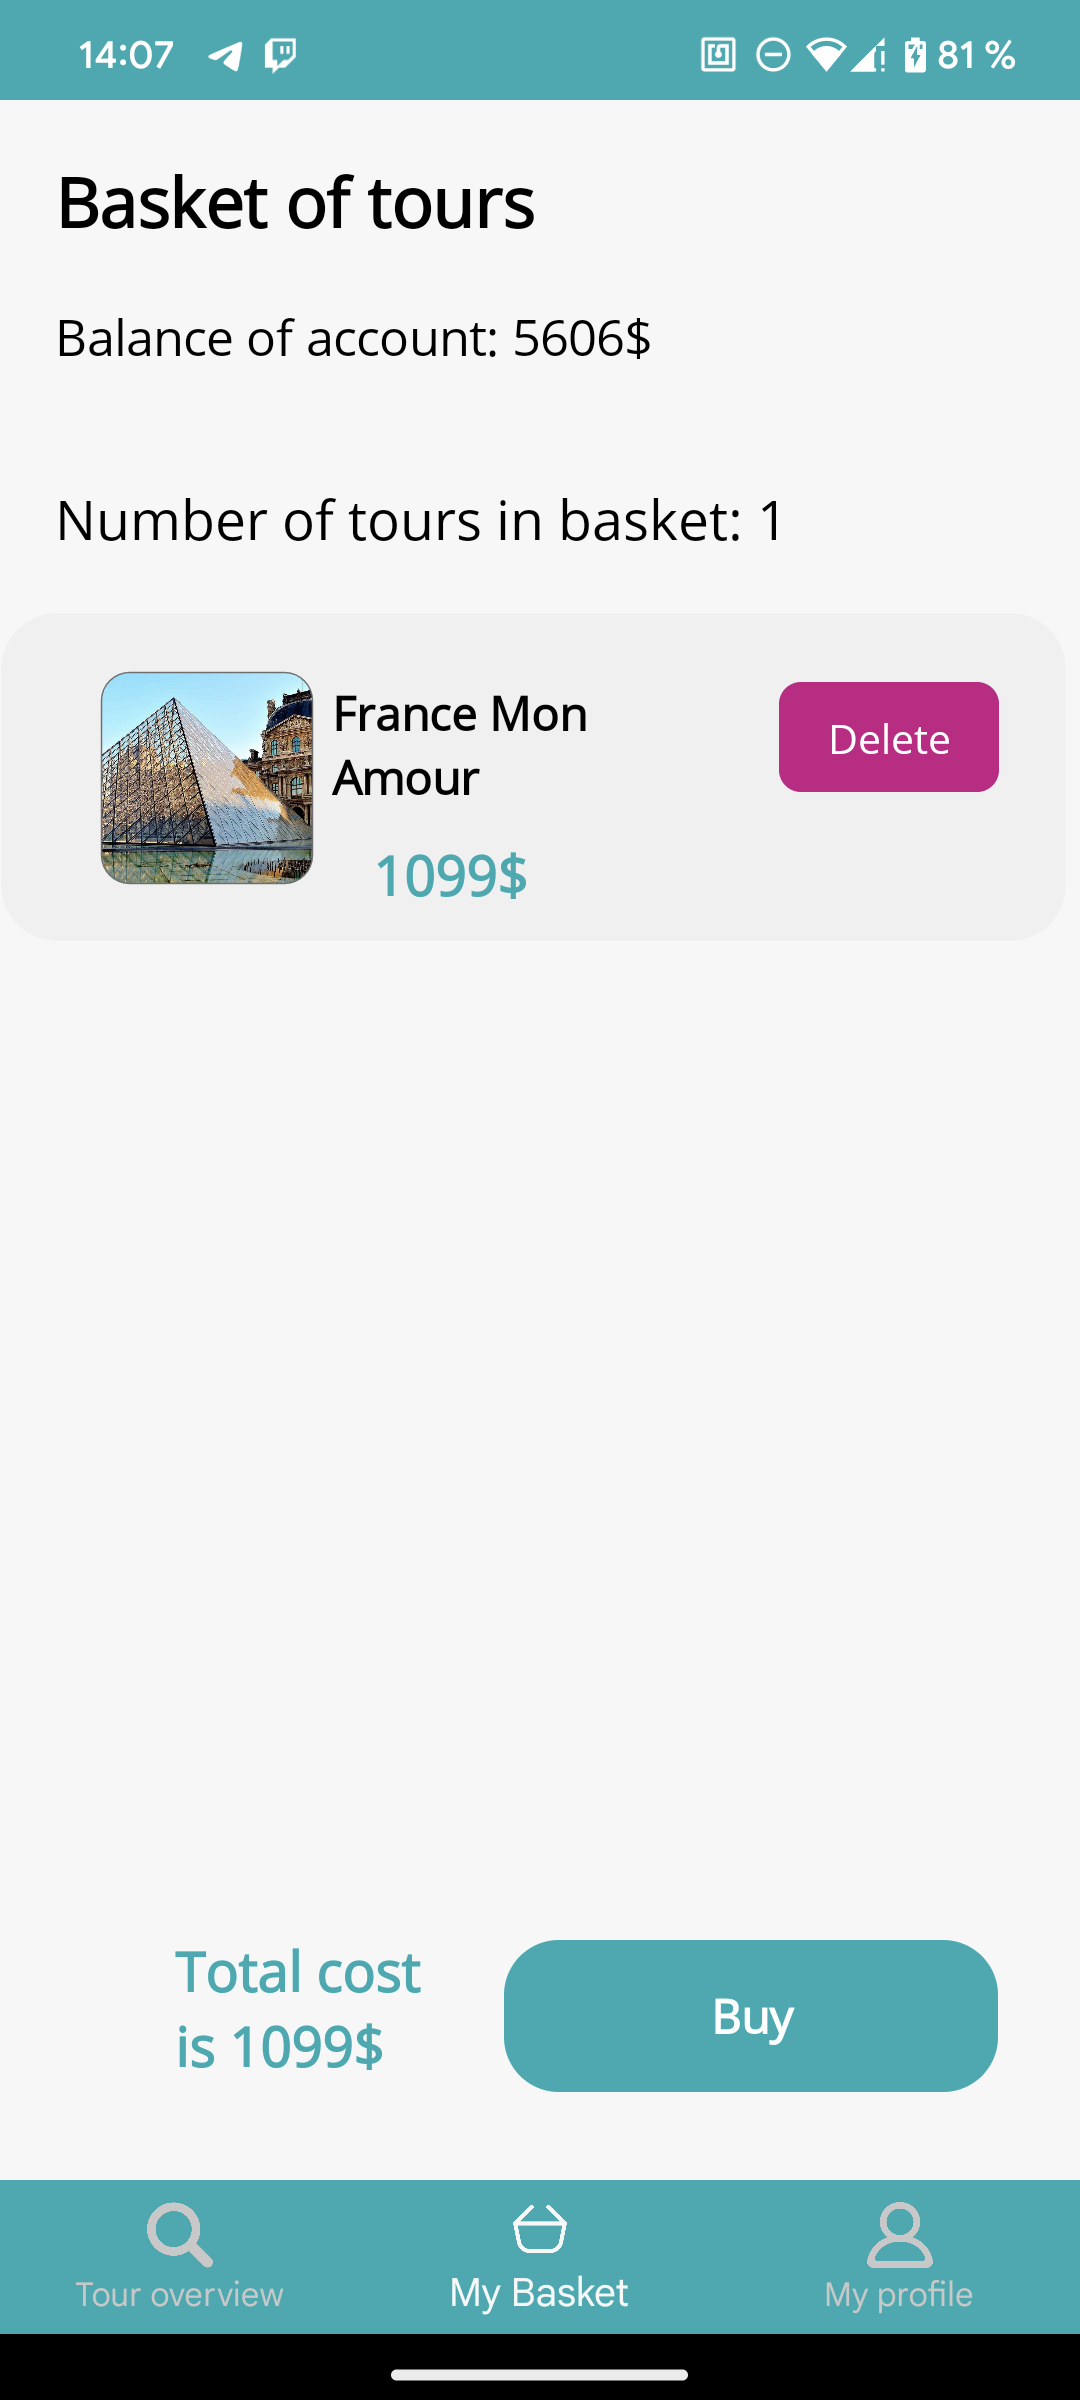 14:07
81 %
Basket of tours
Balance of account: 5606$
Number of tours in basket: 1
France Mon
Amour
Delete
1099$
Total cost
is 1099$
Buy
Tour overview
My Basket
My profile